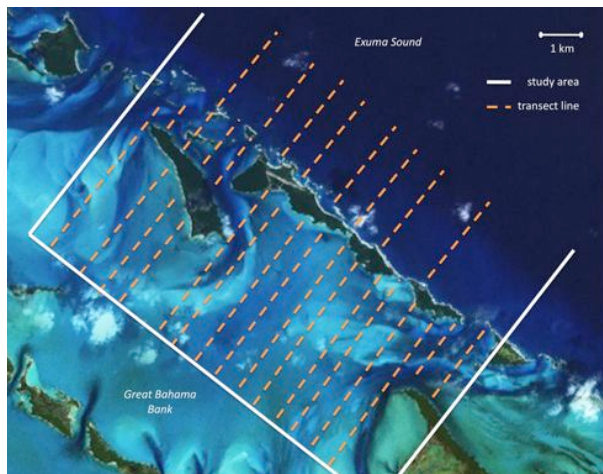 Exuma Sound
1 km
study area
transect line
Great Bahama
Bank